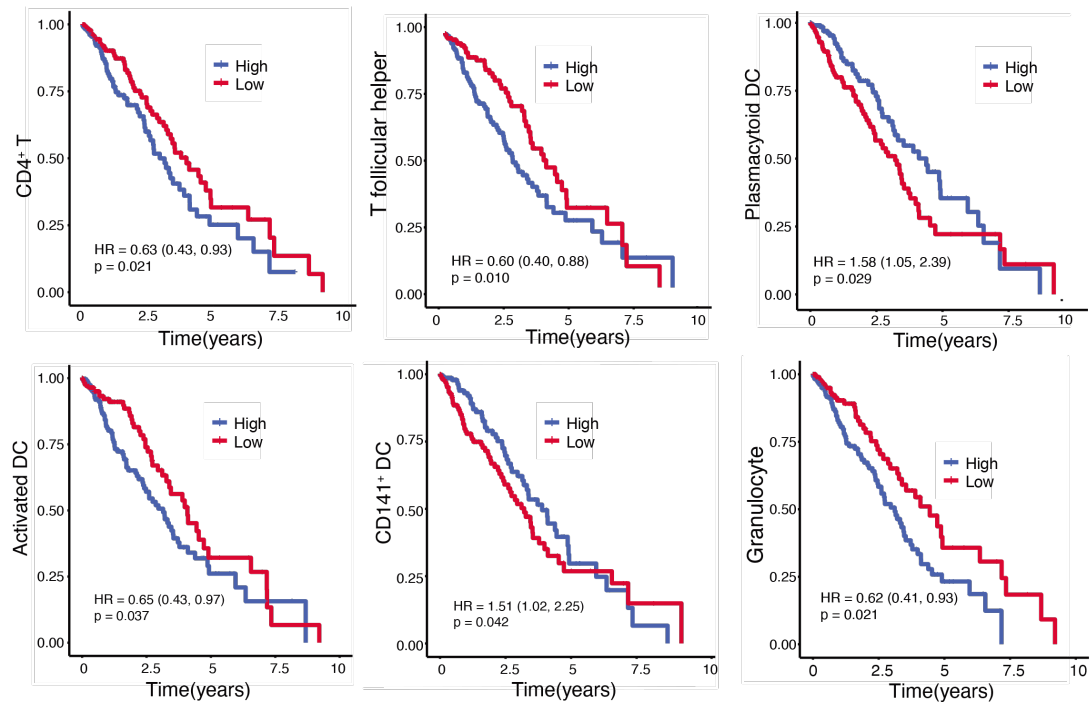 CD4⁺ T
1.00
0.75
0.50
0.25
0.00
High
Low
HR = 0.63 (0.43, 0.93)
p = 0.021
0 2.5 5 7.5 10
Time(years)
T follicular helper
1.00
0.75
0.50
0.25
0.00
High
Low
HR = 0.60 (0.40, 0.88)
p = 0.010
0 2.5 5 7.5 10
Time(years)
Plasmacytoid DC
1.00
0.75
0.50
0.25
0.00
High
Low
HR = 1.58 (1.05, 2.39)
p = 0.029
0 2.5 5 7.5 10
Time(years)
Activated DC
1.00
0.75
0.50
0.25
0.00
High
Low
HR = 0.65 (0.43, 0.97)
p = 0.037
0 2.5 5 7.5 10
Time(years)
CD141⁺ DC
1.00
0.75
0.50
0.25
0.00
High
Low
HR = 1.51 (1.02, 2.25)
p = 0.042
0 2.5 5 7.5 10
Time(years)
Granulocyte
1.00
0.75
0.50
0.25
0.00
High
Low
HR = 0.62 (0.41, 0.93)
p = 0.021
0 2.5 5 7.5 10
Time(years)